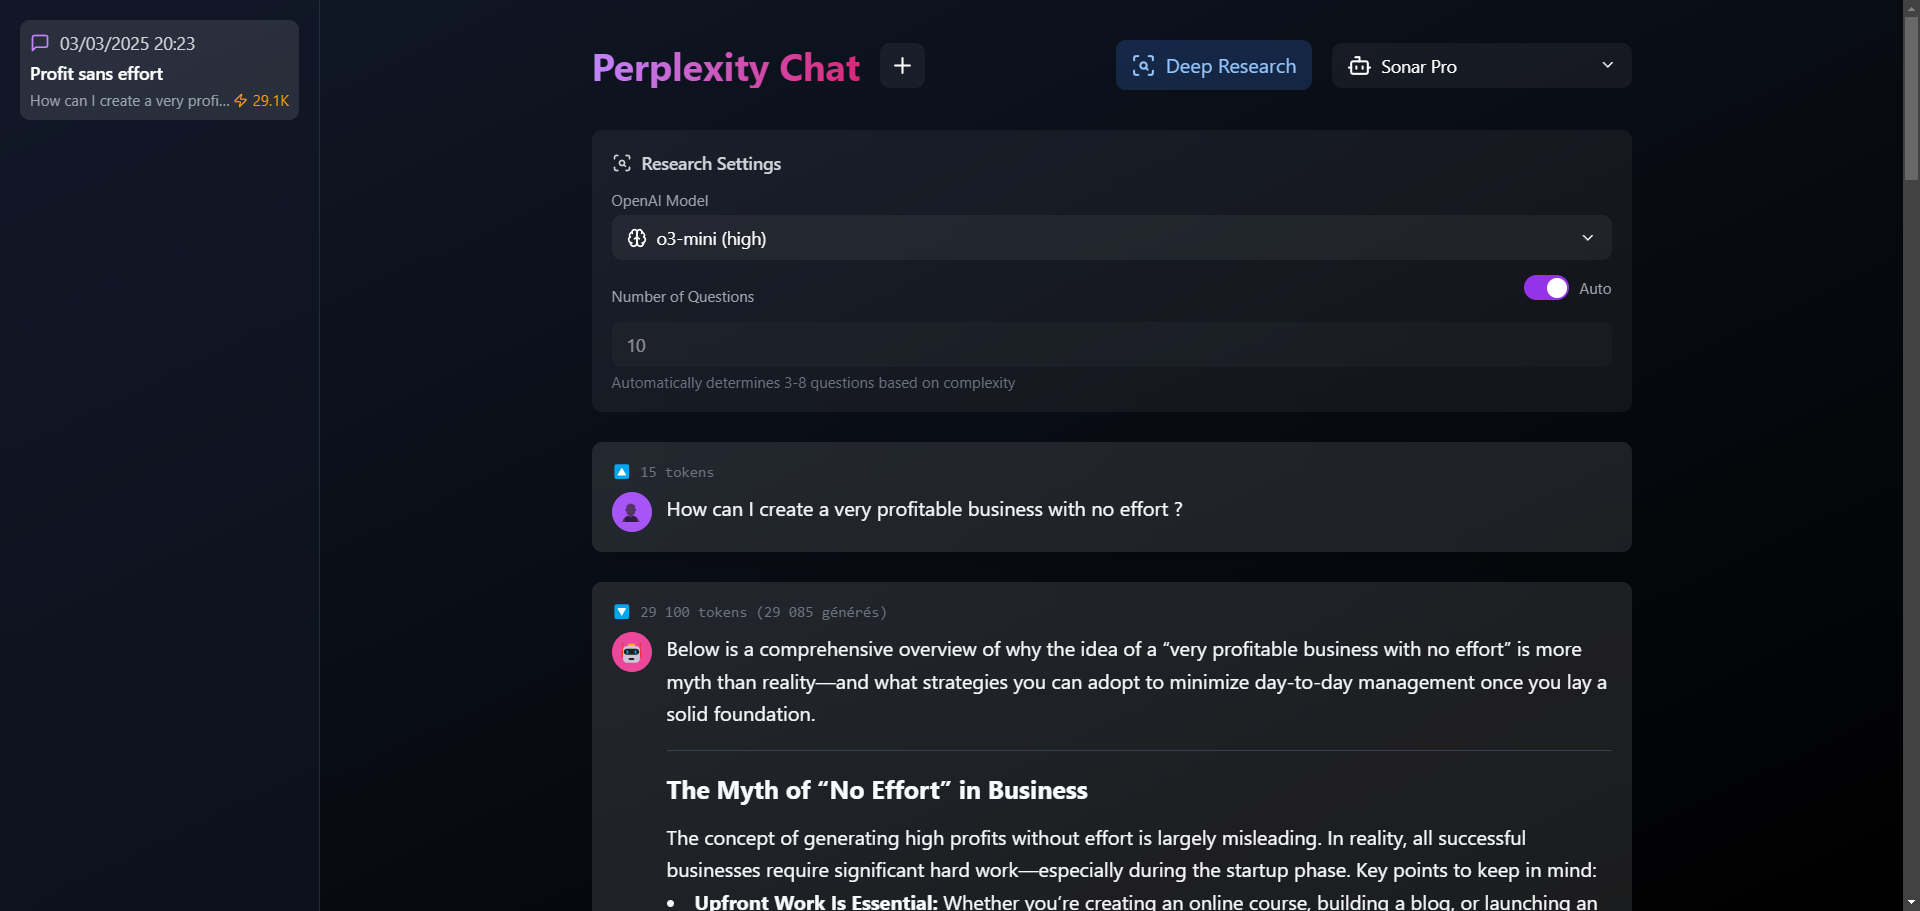 03/03/2025 20:23
Profit sans effort
How can I create a very profi... 29.1K
Perplexity Chat
Deep Research
Sonar Pro
Research Settings
OpenAI Model
o3-mini (high)
Number of Questions
Auto
10
Automatically determines 3-8 questions based on complexity
15 tokens
How can I create a very profitable business with no effort ?
29 100 tokens (29 085 générés)
Below is a comprehensive overview of why the idea of a “very profitable business with no effort” is more
myth than reality—and what strategies you can adopt to minimize day-to-day management once you lay a
solid foundation.
The Myth of “No Effort” in Business
The concept of generating high profits without effort is largely misleading. In reality, all successful
businesses require significant hard work—especially during the startup phase. Key points to keep in mind:
• Upfront Work Is Essential: Whether you’re creating an online course, building a blog, or launching an